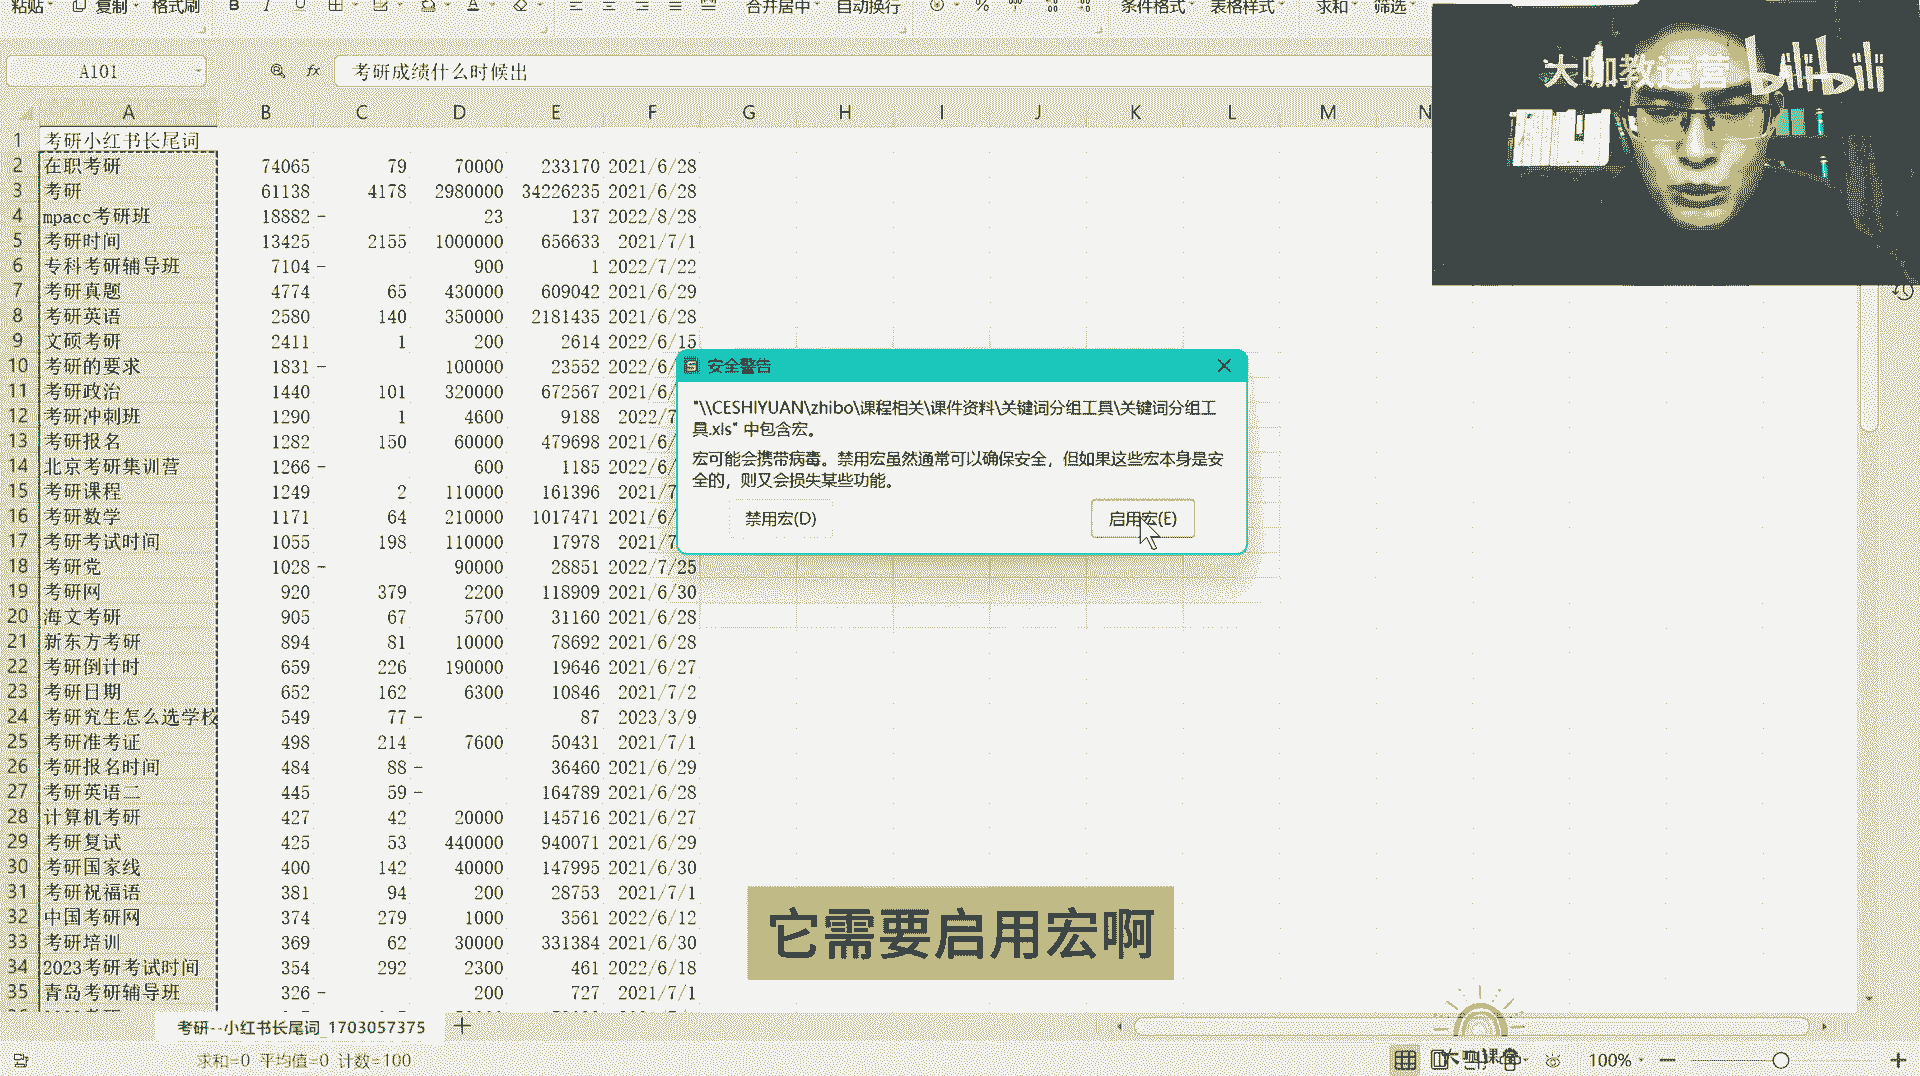 粘贴 复制 格式刷 B I U A 合并居中 自动换行 % 条件格式 表格样式 求和 筛选
A101 fx 考研成绩什么时候出
大咖教运营 bilibili
A B C D E F G H I J K L M N
1 考研小红书长尾词
2 在职考研 74065 79 70000 233170 2021/6/28
3 考研 61138 4178 2980000 34226235 2021/6/28
4 mpacc考研班 18882 - 23 137 2022/8/28
5 考研时间 13425 2155 1000000 656633 2021/7/1
6 专科考研辅导班 7104 - 900 1 2022/7/22
7 考研真题 4774 65 430000 609042 2021/6/29
8 考研英语 2580 140 350000 2181435 2021/6/28
9 文硕考研 2411 1 200 2614 2022/6/15
10 考研的要求 1831 - 100000 23552 2022/6/
11 考研政治 1440 101 320000 672567 2021/6/
12 考研冲刺班 1290 1 4600 9188 2022/7
13 考研报名 1282 150 60000 479698 2021/6/
14 北京考研集训营 1266 - 600 1185 2022/6/
15 考研课程 1249 2 110000 161396 2021/7
16 考研数学 1171 64 210000 1017471 2021/6/
17 考研考试时间 1055 198 110000 17978 2021/7
18 考研党 1028 - 90000 28851 2022/7/25
19 考研网 920 379 2200 118909 2021/6/30
20 海文考研 905 67 5700 31160 2021/6/28
21 新东方考研 894 81 10000 78692 2021/6/28
22 考研倒计时 659 226 190000 19646 2021/6/27
23 考研日期 652 162 6300 10846 2021/7/2
24 考研究生怎么选学校 549 77 - 87 2023/3/9
25 考研准考证 498 214 7600 50431 2021/7/1
26 考研报名时间 484 88 - 36460 2021/6/29
27 考研英语二 445 59 - 164789 2021/6/28
28 计算机考研 427 42 20000 145716 2021/6/27
29 考研复试 425 53 440000 940071 2021/6/29
30 考研国家线 400 142 40000 147995 2021/6/30
31 考研祝福语 381 94 200 28753 2021/7/1
32 中国考研网 374 279 1000 3561 2022/6/12
33 考研培训 369 62 30000 331384 2021/6/30
34 2023考研考试时间 354 292 2300 461 2022/6/18
35 青岛考研辅导班 326 - 200 727 2021/7/1
安全警告
"\\CESHIYUAN\zhibo\课程相关\课件资料\关键词分组工具\关键词分组工
具.xls" 中包含宏。
宏可能会携带病毒。禁用宏虽然通常可以确保安全，但如果这些宏本身是安
全的，则又会损失某些功能。
禁用宏(D) 启用宏(E)
它需要启用宏啊
考研--小红书长尾词_1703057375
求和=0 平均值=0 计数=100
大咖课堂
100%